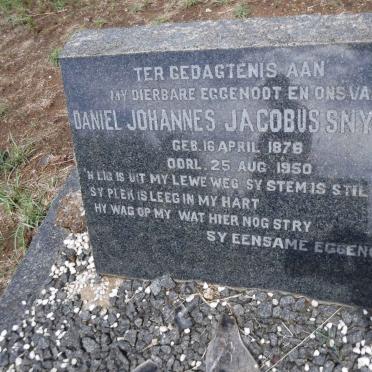 TER GEDAGTENIS AAN
MY DIERBARE EGGENOOT EN ONS VA
DANIEL JOHANNES JACOBUS SNY
GEB. 16 APRIL 1878
OORL. 25 AUG 1950
'N LIG IS UIT MY LEWE WEG SY STEM IS STIL
SY PLEK IS LEEG IN MY HART
HY WAG OP MY WAT HIER NOG STRY
SY EENSAME EGGENO